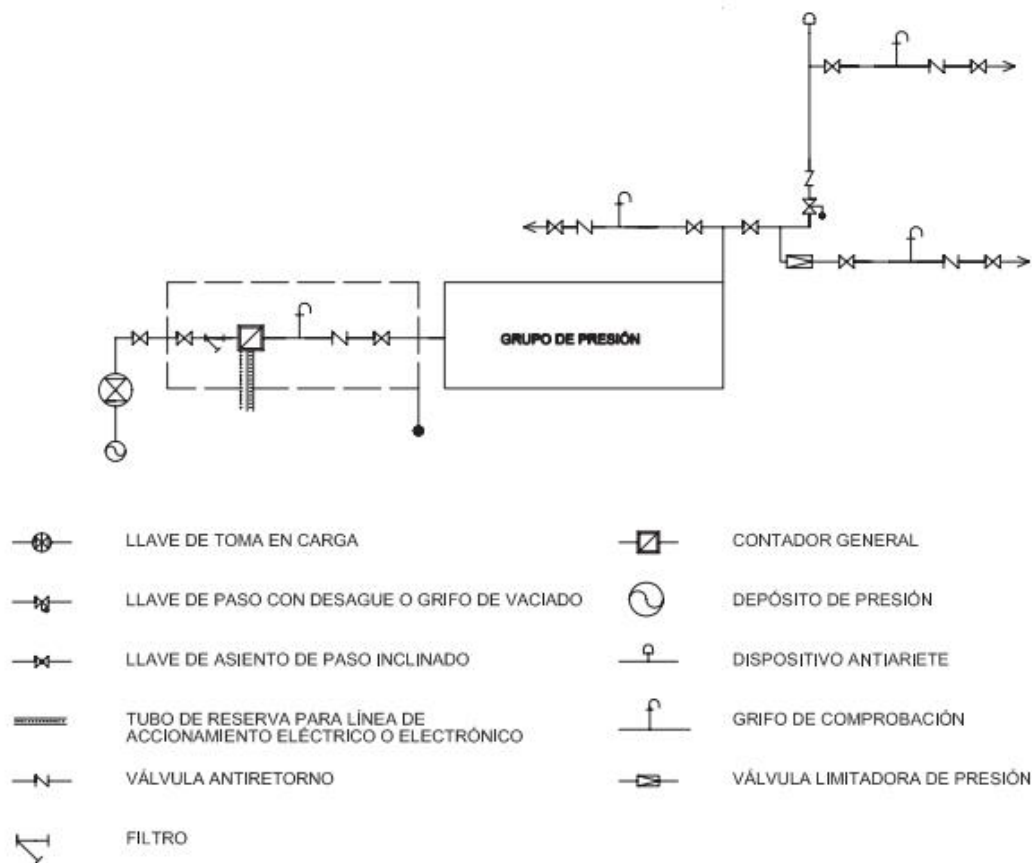 GRUPO DE PRESIÓN
LLAVE DE TOMA EN CARGA
LLAVE DE PASO CON DESAGUE O GRIFO DE VACIADO
LLAVE DE ASIENTO DE PASO INCLINADO
TUBO DE RESERVA PARA LÍNEA DE
ACCIONAMIENTO ELÉCTRICO O ELECTRÓNICO
VÁLVULA ANTIRETORNO
FILTRO
CONTADOR GENERAL
DEPÓSITO DE PRESIÓN
DISPOSITIVO ANTIARIETE
GRIFO DE COMPROBACIÓN
VÁLVULA LIMITADORA DE PRESIÓN